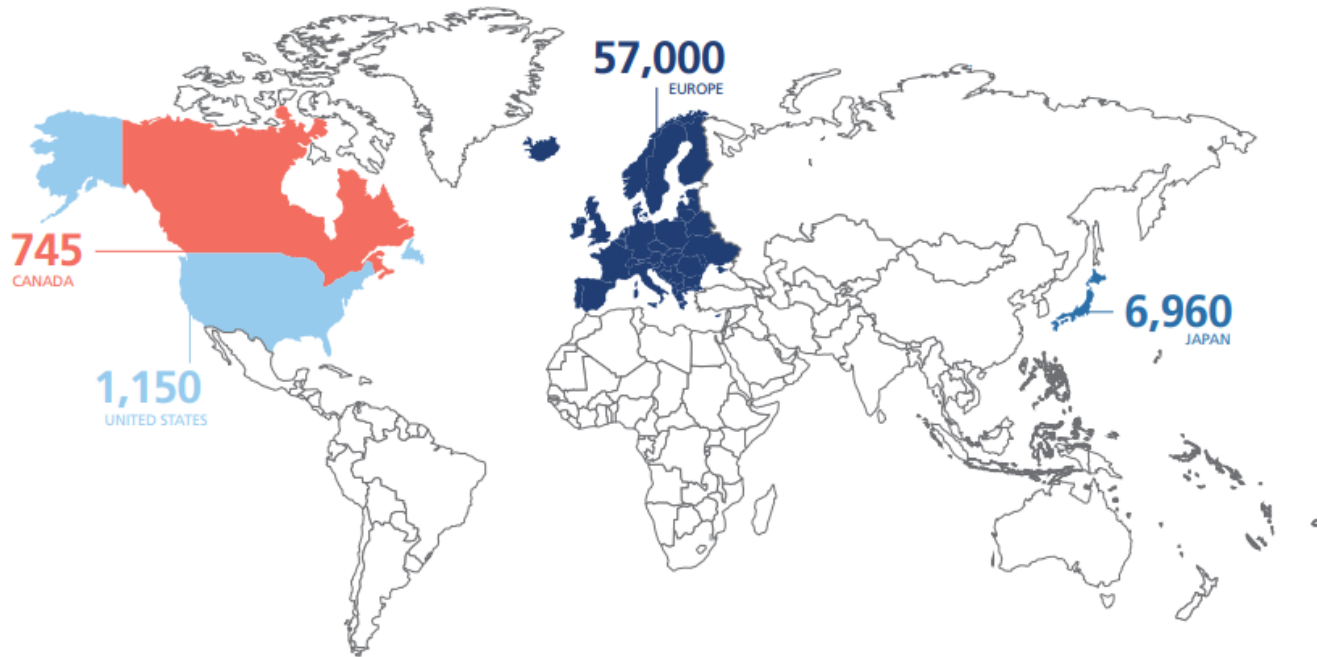 57,000
EUROPE
745
CANADA
6,960
JAPAN
1,150
UNITED STATES